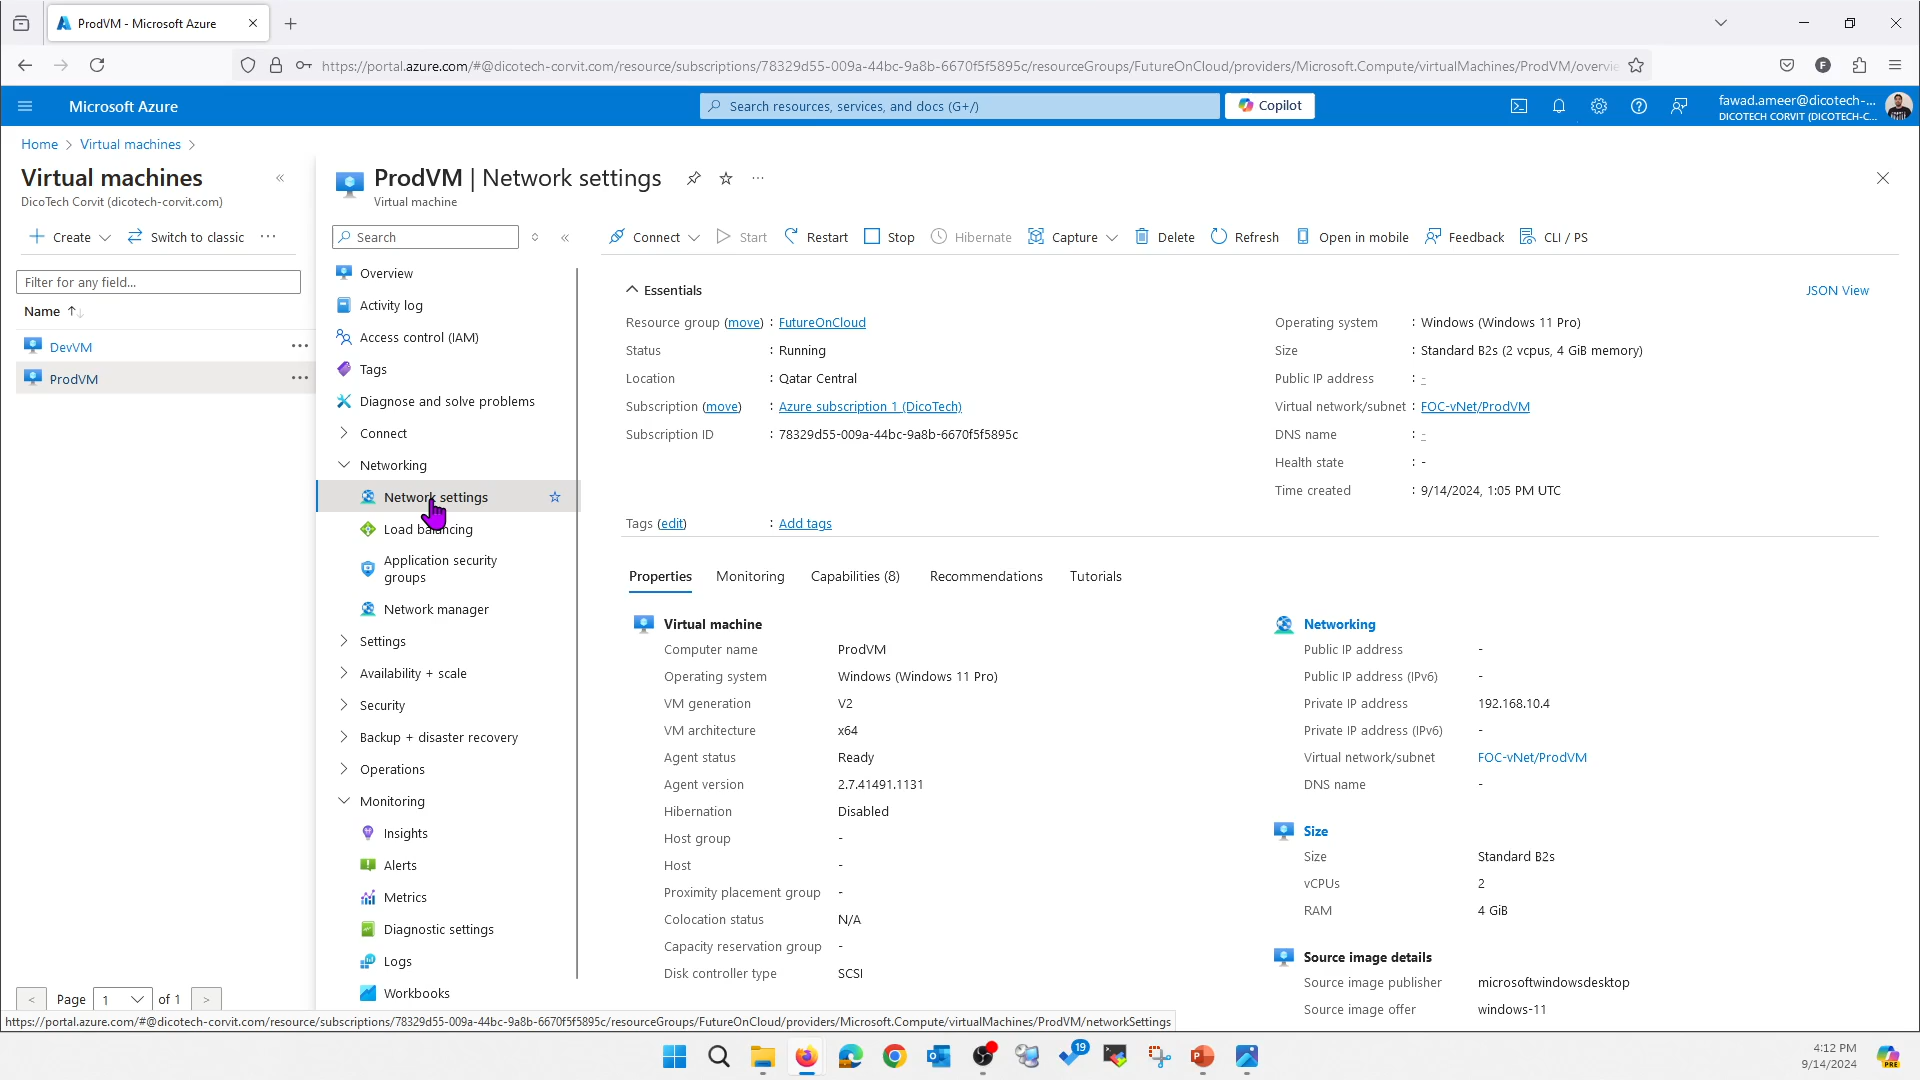 ProdVM - Microsoft Azure
https://portal.azure.com/#@dicotech-corvit.com/resource/subscriptions/78329d55-009a-44bc-9a8b-6670f5f5895c/resourceGroups/FutureOnCloud/providers/Microsoft.Compute/virtualMachines/ProdVM/overvie
Microsoft Azure
Search resources, services, and docs (G+/)
Copilot
fawad.ameer@dicotech-...
DICOTECH CORVIT (DICOTECH-C...
Home > Virtual machines >
Virtual machines
DicoTech Corvit (dicotech-corvit.com)
Create
Switch to classic
Filter for any field...
Name
DevVM
ProdVM
< Page 1 of 1 >
ProdVM | Network settings
Virtual machine
Search
Overview
Activity log
Access control (IAM)
Tags
Diagnose and solve problems
Connect
Networking
Network settings
Load balancing
Application security
groups
Network manager
Settings
Availability + scale
Security
Backup + disaster recovery
Operations
Monitoring
Insights
Alerts
Metrics
Diagnostic settings
Logs
Workbooks
Connect
Start
Restart
Stop
Hibernate
Capture
Delete
Refresh
Open in mobile
Feedback
CLI / PS
Essentials
JSON View
Resource group (move) : FutureOnCloud
Status : Running
Location : Qatar Central
Subscription (move) : Azure subscription 1 (DicoTech)
Subscription ID : 78329d55-009a-44bc-9a8b-6670f5f5895c
Operating system : Windows (Windows 11 Pro)
Size : Standard B2s (2 vcpus, 4 GiB memory)
Public IP address : -
Virtual network/subnet : FOC-vNet/ProdVM
DNS name : -
Health state : -
Time created : 9/14/2024, 1:05 PM UTC
Tags (edit) : Add tags
Properties
Monitoring
Capabilities (8)
Recommendations
Tutorials
Virtual machine
Computer name ProdVM
Operating system Windows (Windows 11 Pro)
VM generation V2
VM architecture x64
Agent status Ready
Agent version 2.7.41491.1131
Hibernation Disabled
Host group -
Host -
Proximity placement group -
Colocation status N/A
Capacity reservation group -
Disk controller type SCSI
Networking
Public IP address -
Public IP address (IPv6) -
Private IP address 192.168.10.4
Private IP address (IPv6) -
Virtual network/subnet FOC-vNet/ProdVM
DNS name -
Size
Size Standard B2s
vCPUs 2
RAM 4 GiB
Source image details
Source image publisher microsoftwindowsdesktop
Source image offer windows-11
https://portal.azure.com/#@dicotech-corvit.com/resource/subscriptions/78329d55-009a-44bc-9a8b-6670f5f5895c/resourceGroups/FutureOnCloud/providers/Microsoft.Compute/virtualMachines/ProdVM/networkSettings
19
4:12 PM
9/14/2024
PRE